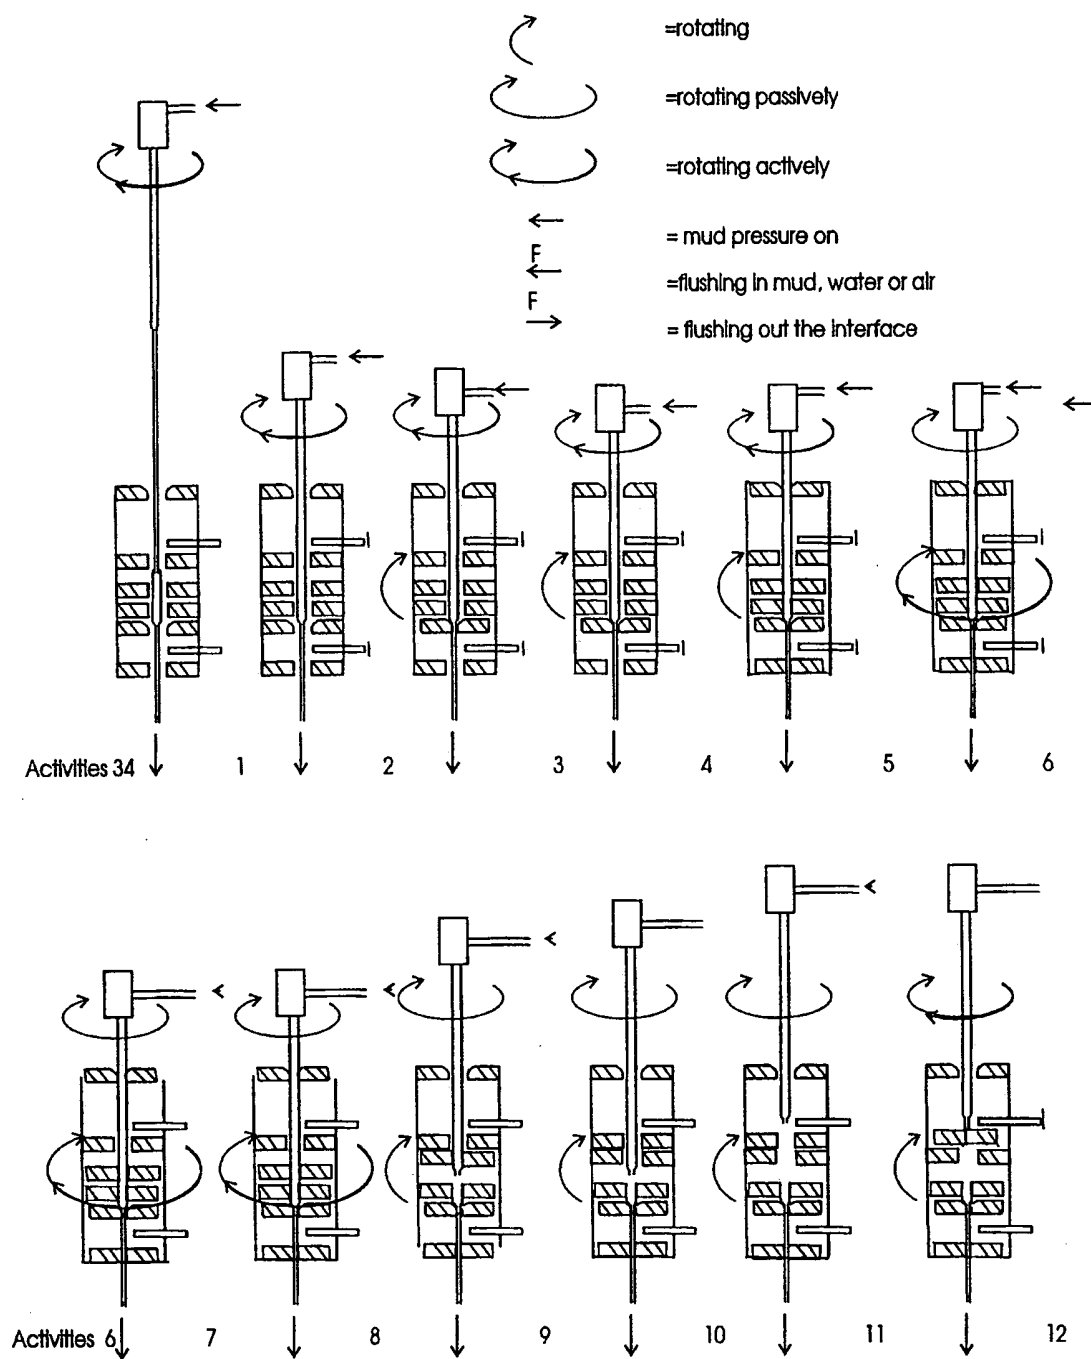 =rotating
=rotating passively
=rotating actively
= mud pressure on
F
=flushing in mud, water or air
F
= flushing out the interface
Activities 34 1 2 3 4 5 6
Activities 6 7 8 9 10 11 12